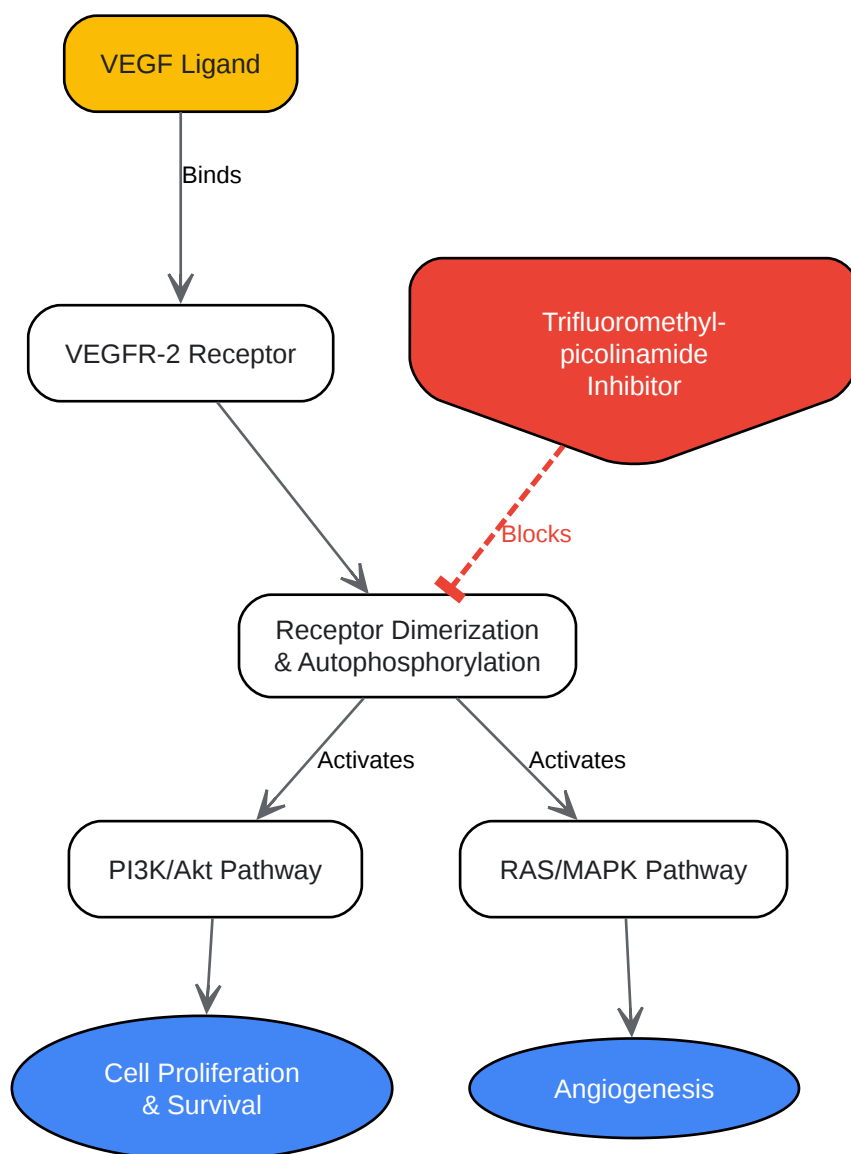 VEGF Ligand
Binds
VEGFR-2 Receptor
Trifluoromethyl-
picolinamide
Inhibitor
Blocks
Receptor Dimerization
& Autophosphorylation
Activates
Activates
PI3K/Akt Pathway
RAS/MAPK Pathway
Cell Proliferation
& Survival
Angiogenesis